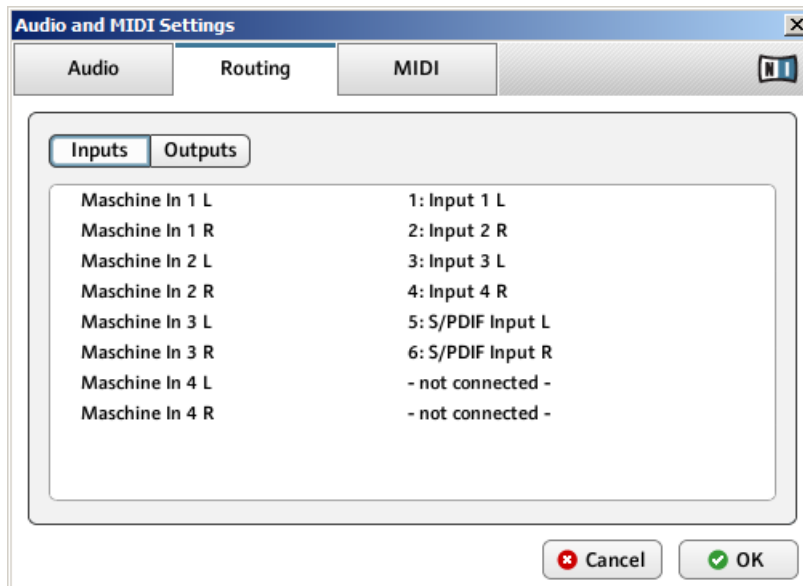 Audio and MIDI Settings
Audio Routing MIDI
NI
Inputs Outputs
Maschine In 1 L 1: Input 1 L
Maschine In 1 R 2: Input 2 R
Maschine In 2 L 3: Input 3 L
Maschine In 2 R 4: Input 4 R
Maschine In 3 L 5: S/PDIF Input L
Maschine In 3 R 6: S/PDIF Input R
Maschine In 4 L - not connected -
Maschine In 4 R - not connected -
Cancel OK